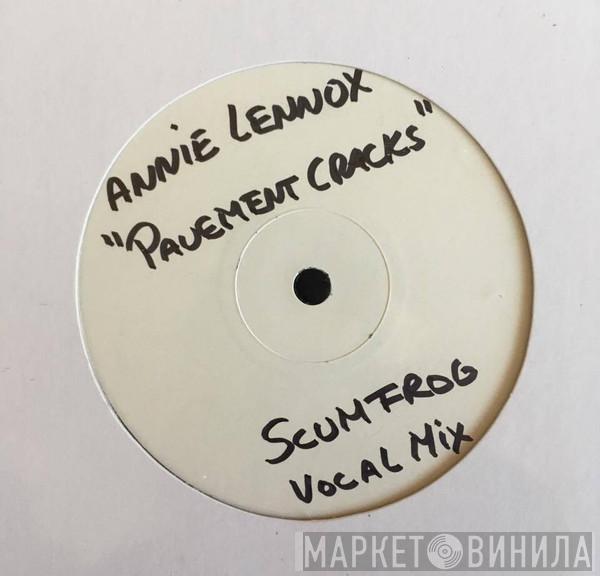 ANNIE LENNOX
"PAVEMENT CRACKS"
SCUMFROG
VOCAL MIX
МАРКЕТ ВИНИЛА